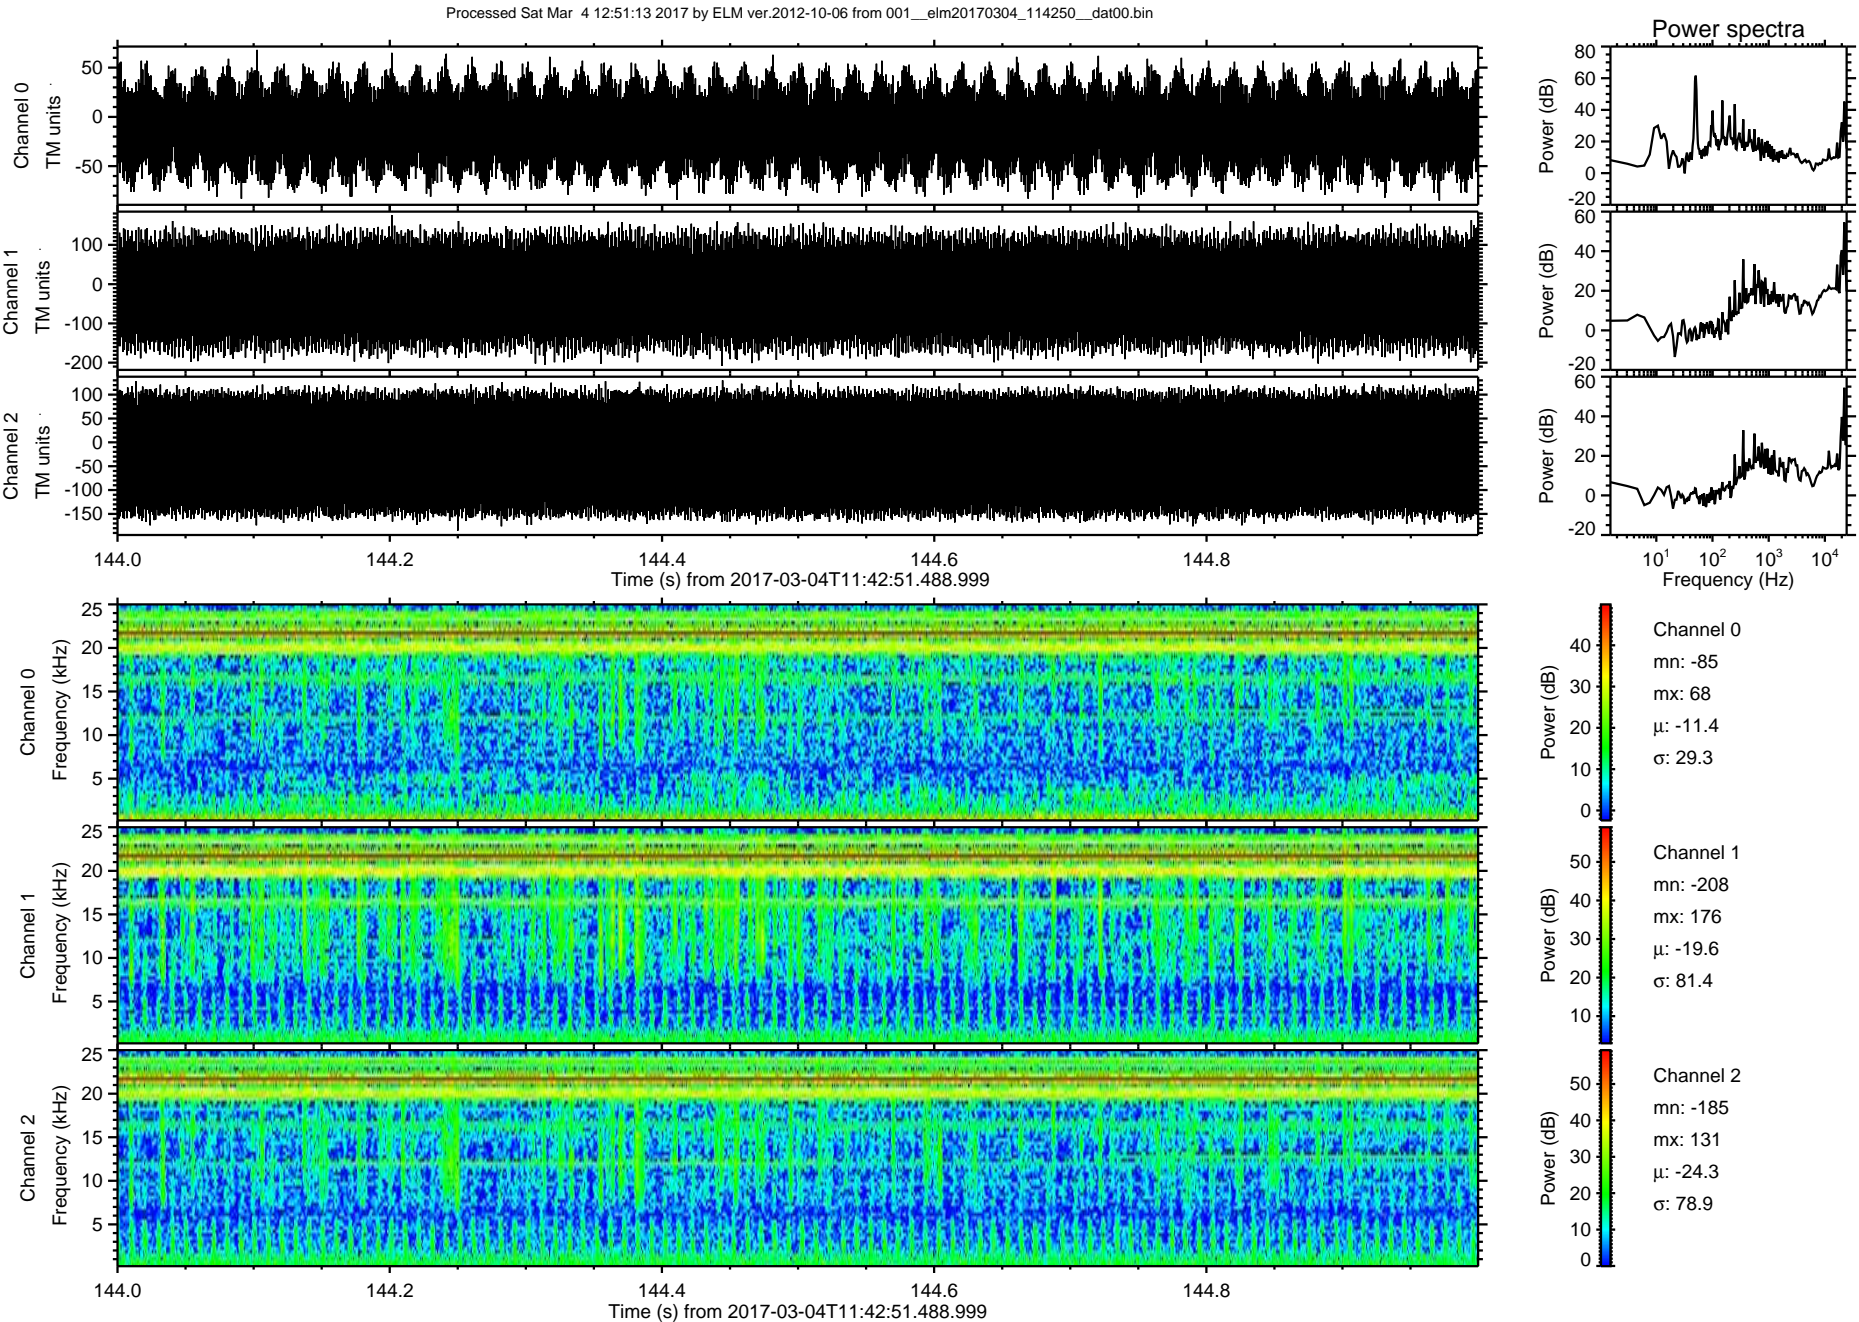 Processed Sat Mar  4 12:51:13 2017 by ELM ver.2012-10-06 from 001__elm20170304_114250__dat00.bin
Power spectra
Channel 0
TM units
50
0
-50
Power (dB)
80
60
40
20
0
-20
Channel 1
TM units
100
0
-100
-200
Power (dB)
60
40
20
0
-20
Channel 2
TM units
100
50
0
-50
-100
-150
Power (dB)
60
40
20
0
-20
144.0 144.2 144.4 144.6 144.8
Time (s) from 2017-03-04T11:42:51.488.999
10¹ 10² 10³ 10⁴
Frequency (Hz)
Channel 0
Frequency (kHz)
25
20
15
10
5
Power (dB)
40
30
20
10
0
Channel 0
mn: -85
mx: 68
μ: -11.4
σ: 29.3
Channel 1
Frequency (kHz)
25
20
15
10
5
Power (dB)
50
40
30
20
10
Channel 1
mn: -208
mx: 176
μ: -19.6
σ: 81.4
Channel 2
Frequency (kHz)
25
20
15
10
5
Power (dB)
50
40
30
20
10
0
Channel 2
mn: -185
mx: 131
μ: -24.3
σ: 78.9
144.0 144.2 144.4 144.6 144.8
Time (s) from 2017-03-04T11:42:51.488.999